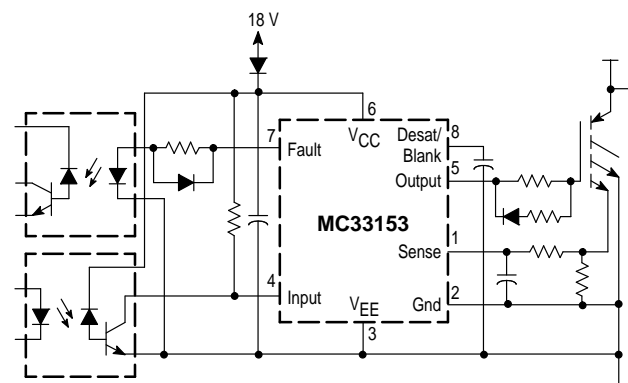 18 V
6
VCC
Desat/
Blank
8
7
Fault
5
Output
MC33153
1
Sense
4
Input
VEE
Gnd
2
3